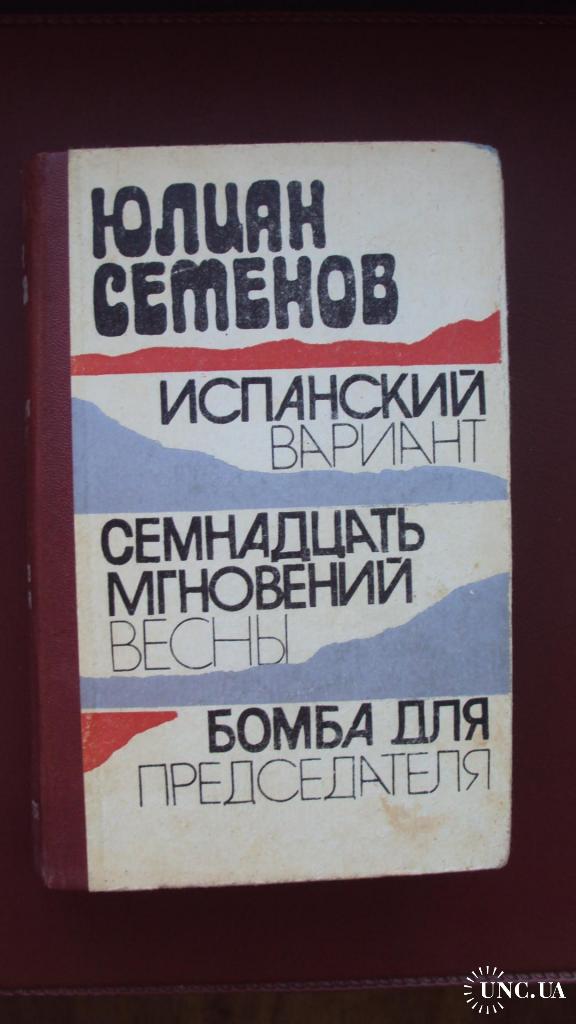 ЮЛИАН
СЕМЕНОВ
ИСПАНСКИЙ
ВАРИАНТ
СЕМНАДЦАТЬ
МГНОВЕНИЙ
ВЕСНЫ
БОМБА ДЛЯ
ПРЕДСЕДАТЕЛЯ
UNC.UA